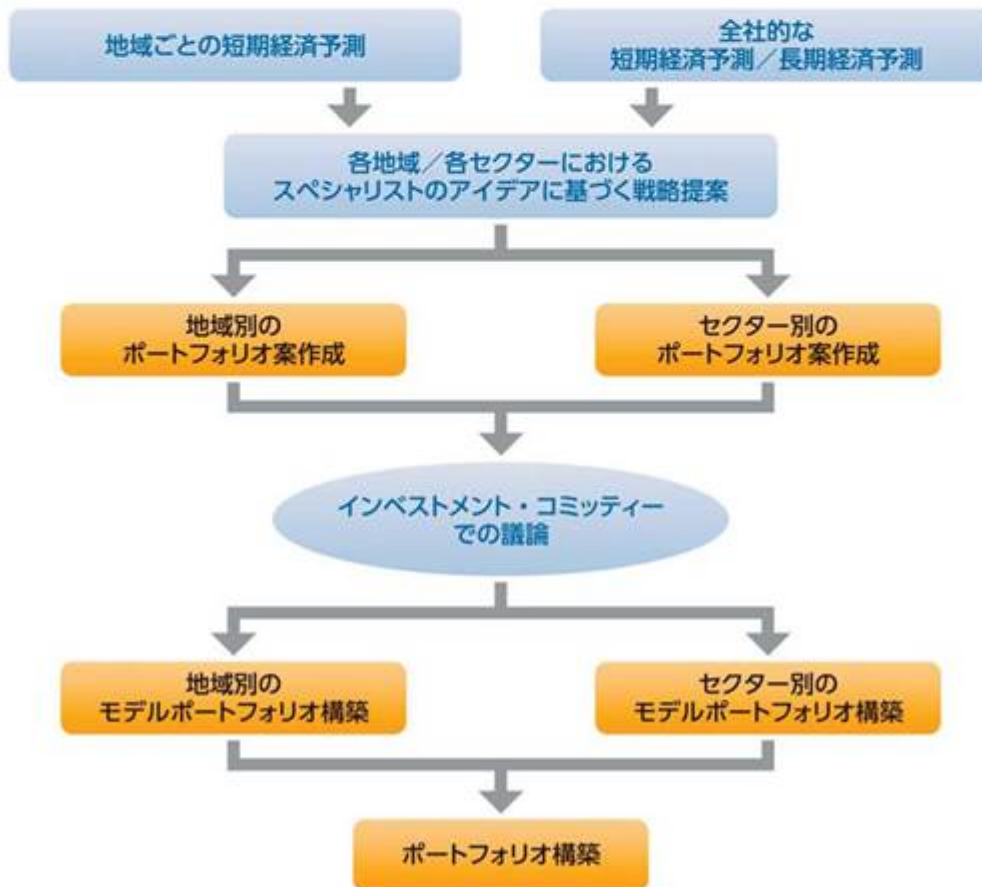 地域ごとの短期経済予測
全社的な
短期経済予測／長期経済予測
各地域／各セクターにおける
スペシャリストのアイデアに基づく戦略提案
地域別の
ポートフォリオ案作成
セクター別の
ポートフォリオ案作成
インベストメント・コミッティー
での議論
地域別の
モデルポートフォリオ構築
セクター別の
モデルポートフォリオ構築
ポートフォリオ構築